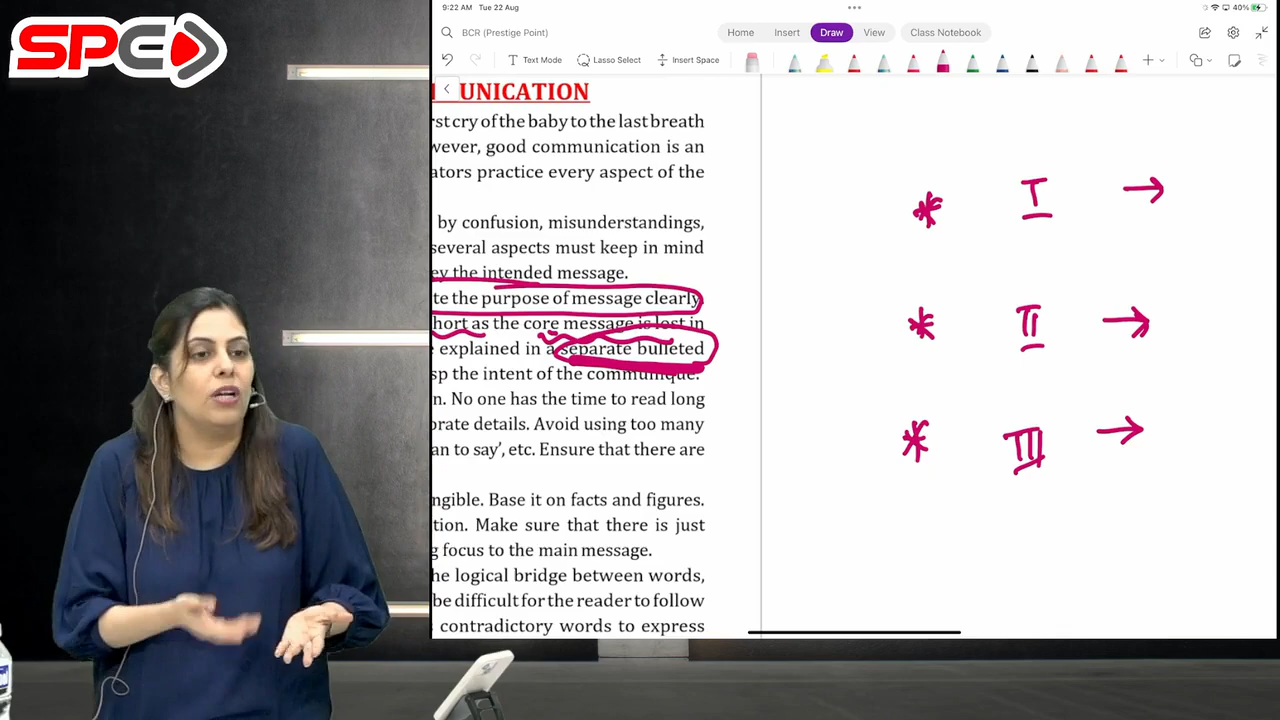 SPC
9:22 AM Tue 22 Aug
40%
BCR (Prestige Point)
Home Insert Draw View Class Notebook
Text Mode Lasso Select Insert Space
UNICATION
rst cry of the baby to the last breath
wever, good communication is an
ators practice every aspect of the
by confusion, misunderstandings,
several aspects must keep in mind
ey the intended message.
te the purpose of message clearly
hort as the core message is lost in
explained in a separate bulleted
sp the intent of the communique.
n. No one has the time to read long
orate details. Avoid using too many
an to say’, etc. Ensure that there are
ngible. Base it on facts and figures.
tion. Make sure that there is just
g focus to the main message.
he logical bridge between words,
be difficult for the reader to follow
contradictory words to express
* I →
* II →
* III →